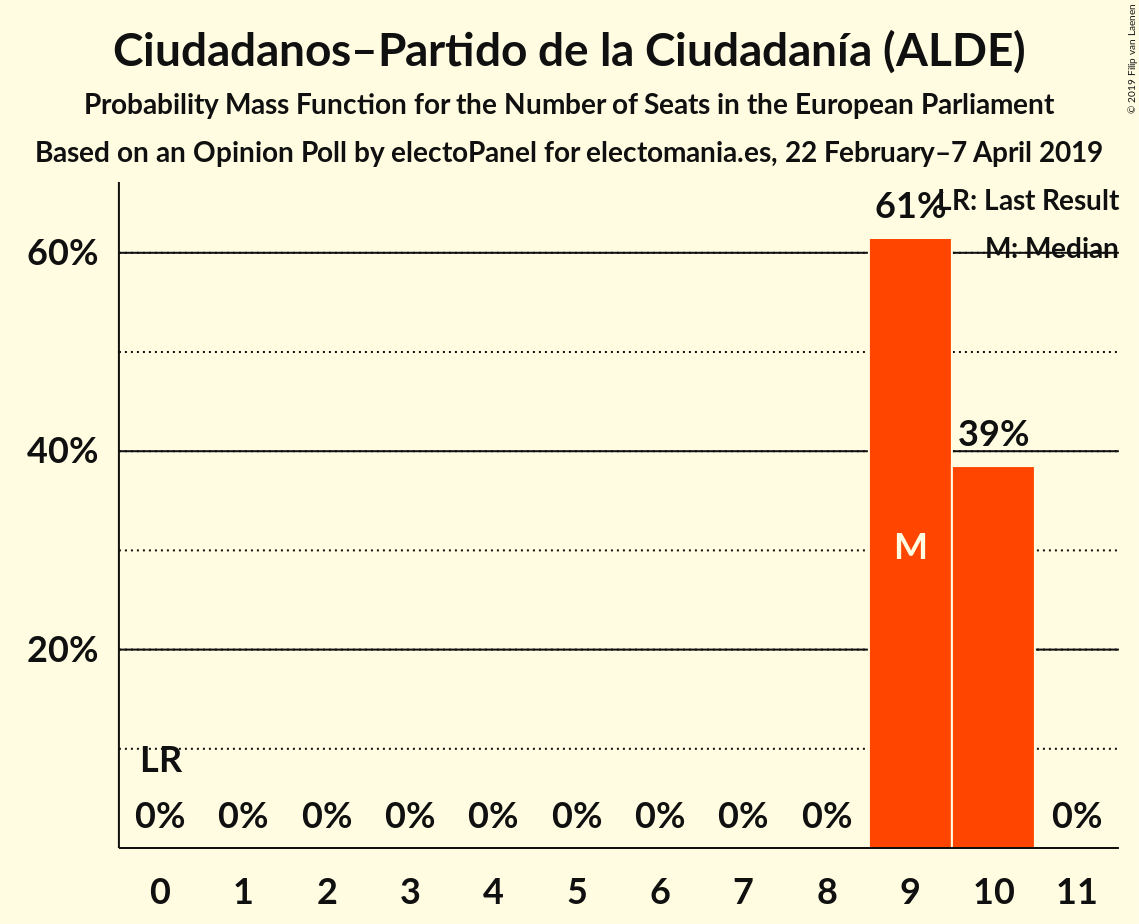 Ciudadanos–Partido de la Ciudadanía (ALDE)
Probability Mass Function for the Number of Seats in the European Parliament
Based on an Opinion Poll by electoPanel for electomania.es, 22 February–7 April 2019
© 2019 Filip van Laenen
LR: Last Result
M: Median
61%
60%
39%
40%
M
20%
LR
0% 0% 0% 0% 0% 0% 0% 0% 0% 0%
0 1 2 3 4 5 6 7 8 9 10 11